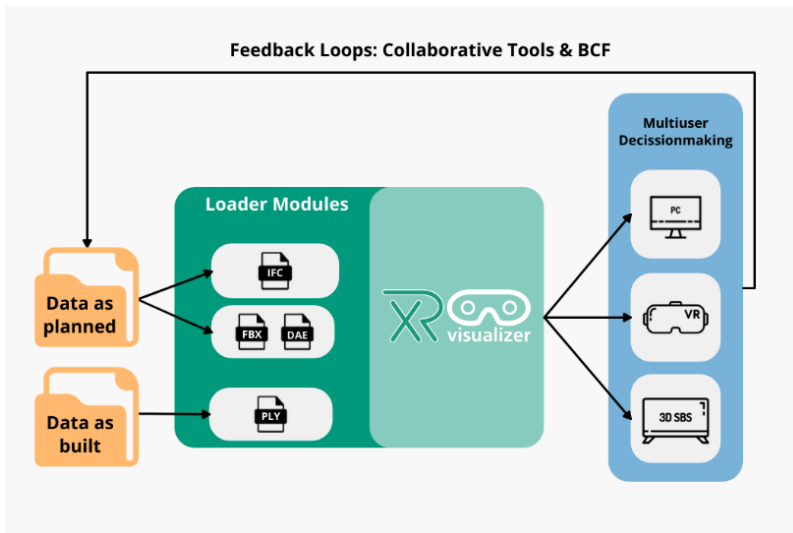 Feedback Loops: Collaborative Tools & BCF
Multiuser
Decissionmaking
Loader Modules
PC
IFC
Data as
planned
FBX
DAE
XR
visualizer
VR
Data as
built
PLY
3D SBS